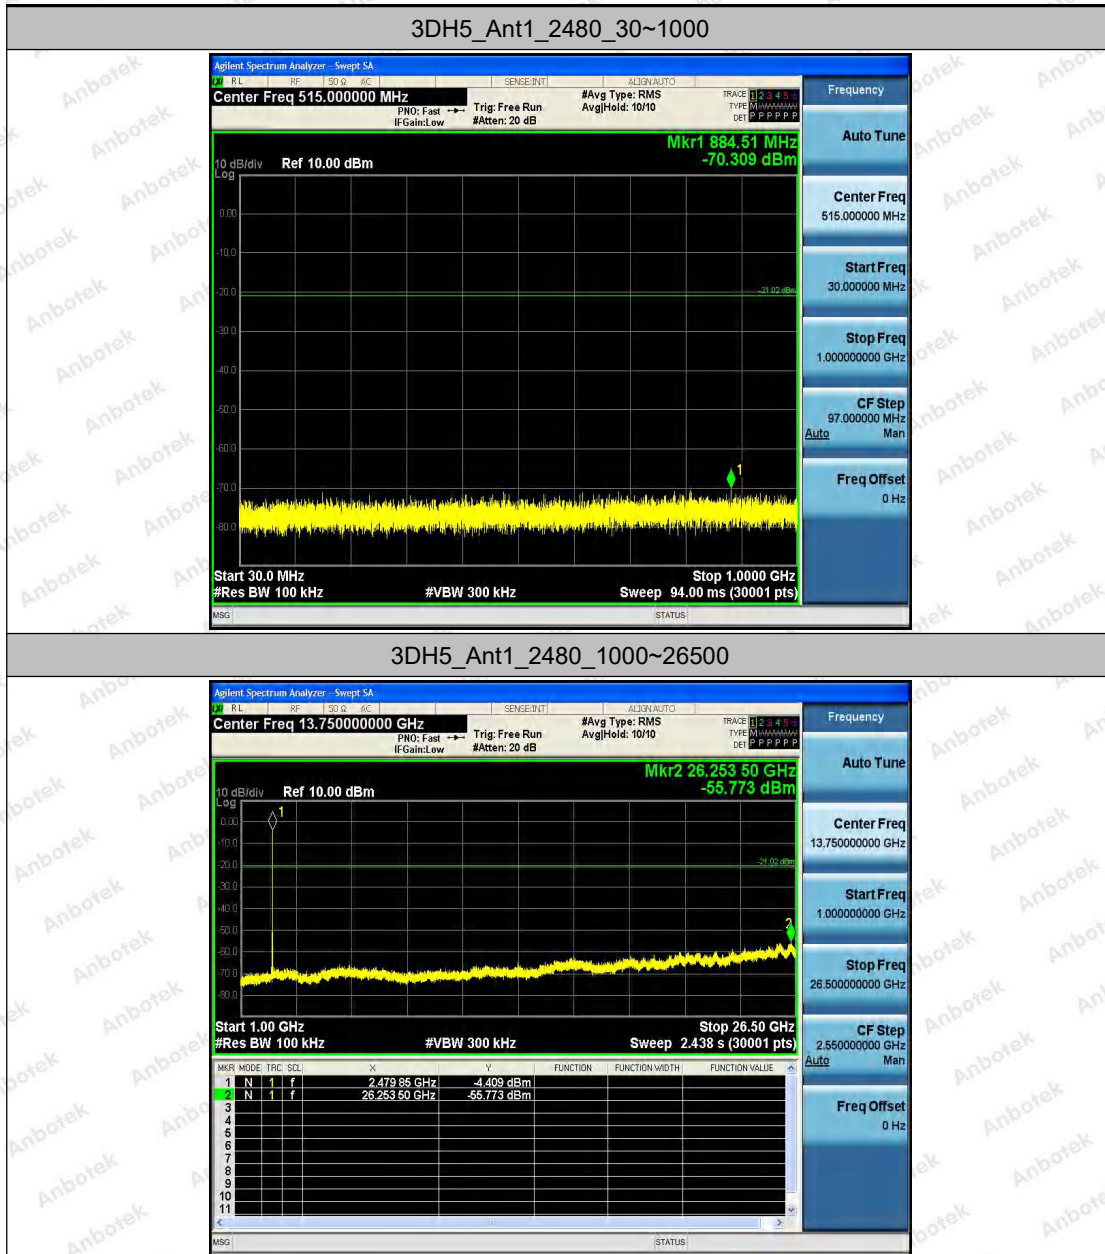 3DH5_Ant1_2480_30~1000
Agilent Spectrum Analyzer - Swept SA
RL RF 50 Ω AC SENSE:INT ALIGN AUTO
Center Freq 515.000000 MHz
PNO: Fast
IFGain:Low
Trig: Free Run
#Atten: 20 dB
#Avg Type: RMS
Avg|Hold: 10/10
TRACE 1 2 3 4 5 6
TYPE M
DET P P P P P P
Mkr1 884.51 MHz
-70.309 dBm
10 dB/div Ref 10.00 dBm
Log
0.00
-10.0
-20.0
-21.02 dBm
-30.0
-40.0
-50.0
-60.0
1
-70.0
-80.0
Start 30.0 MHz Stop 1.0000 GHz
#Res BW 100 kHz #VBW 300 kHz Sweep 94.00 ms (30001 pts)
MSG STATUS
Frequency
Auto Tune
Center Freq
515.000000 MHz
Start Freq
30.000000 MHz
Stop Freq
1.000000000 GHz
CF Step
97.000000 MHz
Auto Man
Freq Offset
0 Hz
3DH5_Ant1_2480_1000~26500
Agilent Spectrum Analyzer - Swept SA
RL RF 50 Ω AC SENSE:INT ALIGN AUTO
Center Freq 13.750000000 GHz
PNO: Fast
IFGain:Low
Trig: Free Run
#Atten: 20 dB
#Avg Type: RMS
Avg|Hold: 10/10
TRACE 1 2 3 4 5 6
TYPE M
DET P P P P P P
Mkr2 26.253 50 GHz
-55.773 dBm
10 dB/div Ref 10.00 dBm
Log
1
0.00
-10.0
-20.0
-21.02 dBm
-30.0
-40.0
-50.0
2
-60.0
-70.0
-80.0
Start 1.00 GHz Stop 26.50 GHz
#Res BW 100 kHz #VBW 300 kHz Sweep 2.438 s (30001 pts)
MKR MODE TRC SCL X Y FUNCTION FUNCTION WIDTH FUNCTION VALUE
1 N 1 f 2.479 85 GHz -4.409 dBm
2 N 1 f 26.253 50 GHz -55.773 dBm
3
4
5
6
7
8
9
10
11
MSG STATUS
Frequency
Auto Tune
Center Freq
13.750000000 GHz
Start Freq
1.000000000 GHz
Stop Freq
26.500000000 GHz
CF Step
2.550000000 GHz
Auto Man
Freq Offset
0 Hz
Anbotek